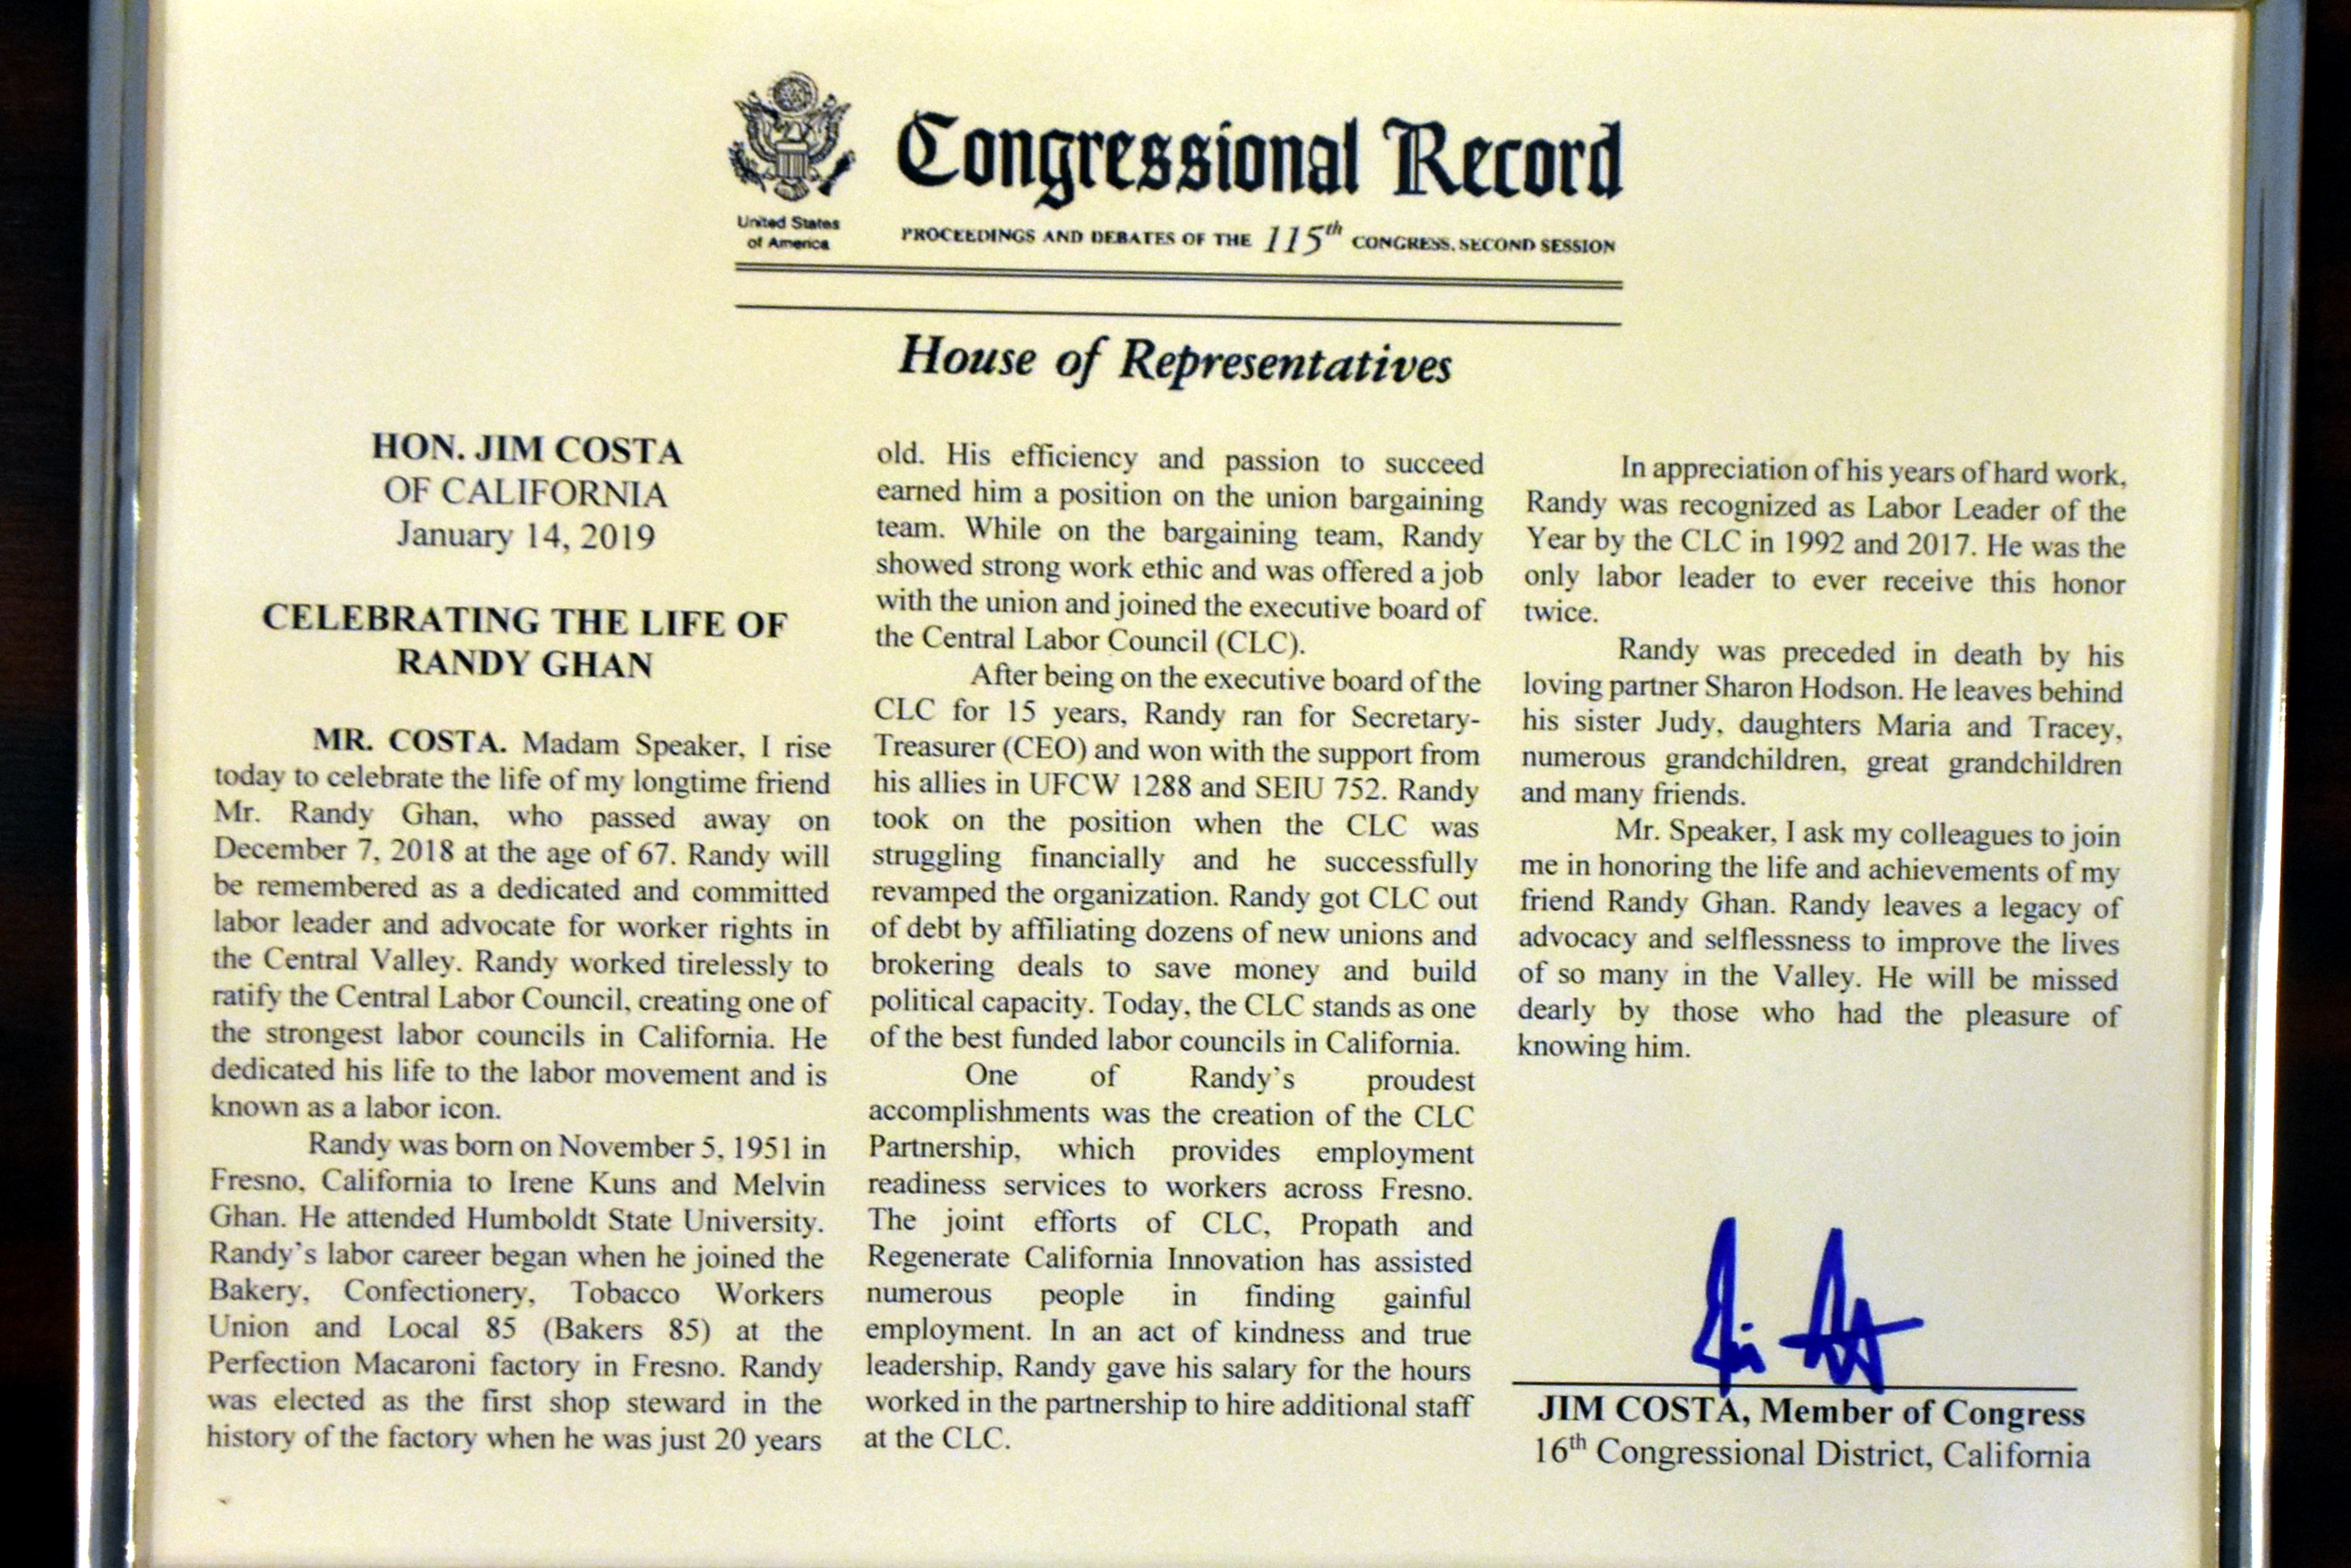 Congressional Record
United States
of America
PROCEEDINGS AND DEBATES OF THE 115th CONGRESS, SECOND SESSION
House of Representatives
HON. JIM COSTA
OF CALIFORNIA
January 14, 2019
CELEBRATING THE LIFE OF
RANDY GHAN
MR. COSTA. Madam Speaker, I rise
today to celebrate the life of my longtime friend
Mr. Randy Ghan, who passed away on
December 7, 2018 at the age of 67. Randy will
be remembered as a dedicated and committed
labor leader and advocate for worker rights in
the Central Valley. Randy worked tirelessly to
ratify the Central Labor Council, creating one of
the strongest labor councils in California. He
dedicated his life to the labor movement and is
known as a labor icon.
Randy was born on November 5, 1951 in
Fresno, California to Irene Kuns and Melvin
Ghan. He attended Humboldt State University.
Randy's labor career began when he joined the
Bakery, Confectionery, Tobacco Workers
Union and Local 85 (Bakers 85) at the
Perfection Macaroni factory in Fresno. Randy
was elected as the first shop steward in the
history of the factory when he was just 20 years
old. His efficiency and passion to succeed
earned him a position on the union bargaining
team. While on the bargaining team, Randy
showed strong work ethic and was offered a job
with the union and joined the executive board of
the Central Labor Council (CLC).
After being on the executive board of the
CLC for 15 years, Randy ran for Secretary-
Treasurer (CEO) and won with the support from
his allies in UFCW 1288 and SEIU 752. Randy
took on the position when the CLC was
struggling financially and he successfully
revamped the organization. Randy got CLC out
of debt by affiliating dozens of new unions and
brokering deals to save money and build
political capacity. Today, the CLC stands as one
of the best funded labor councils in California.
One of Randy's proudest
accomplishments was the creation of the CLC
Partnership, which provides employment
readiness services to workers across Fresno.
The joint efforts of CLC, Propath and
Regenerate California Innovation has assisted
numerous people in finding gainful
employment. In an act of kindness and true
leadership, Randy gave his salary for the hours
worked in the partnership to hire additional staff
at the CLC.
In appreciation of his years of hard work,
Randy was recognized as Labor Leader of the
Year by the CLC in 1992 and 2017. He was the
only labor leader to ever receive this honor
twice.
Randy was preceded in death by his
loving partner Sharon Hodson. He leaves behind
his sister Judy, daughters Maria and Tracey,
numerous grandchildren, great grandchildren
and many friends.
Mr. Speaker, I ask my colleagues to join
me in honoring the life and achievements of my
friend Randy Ghan. Randy leaves a legacy of
advocacy and selflessness to improve the lives
of so many in the Valley. He will be missed
dearly by those who had the pleasure of
knowing him.
Jim Costa
JIM COSTA, Member of Congress
16th Congressional District, California